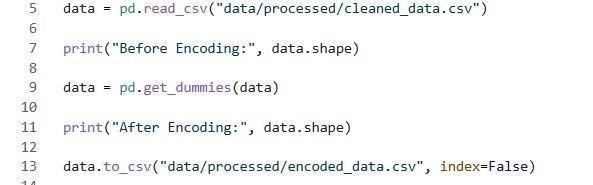 5 data = pd.read_csv("data/processed/cleaned_data.csv")
6
7 print("Before Encoding:", data.shape)
8
9 data = pd.get_dummies(data)
10
11 print("After Encoding:", data.shape)
12
13 data.to_csv("data/processed/encoded_data.csv", index=False)